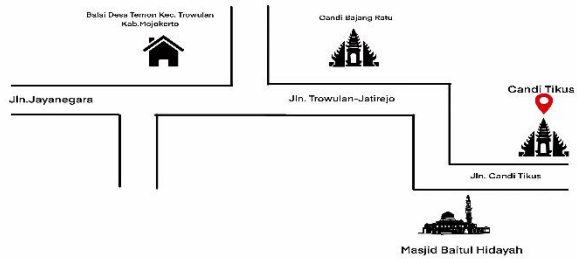 Balai Desa Temon Kec. Trowulan
Kab.Mojokerto
Candi Bajang Ratu
Candi Tikus
Jln.Jayanegara
Jln. Trowulan-Jatirejo
Jln. Candi Tikus
Masjid Baitul Hidayah